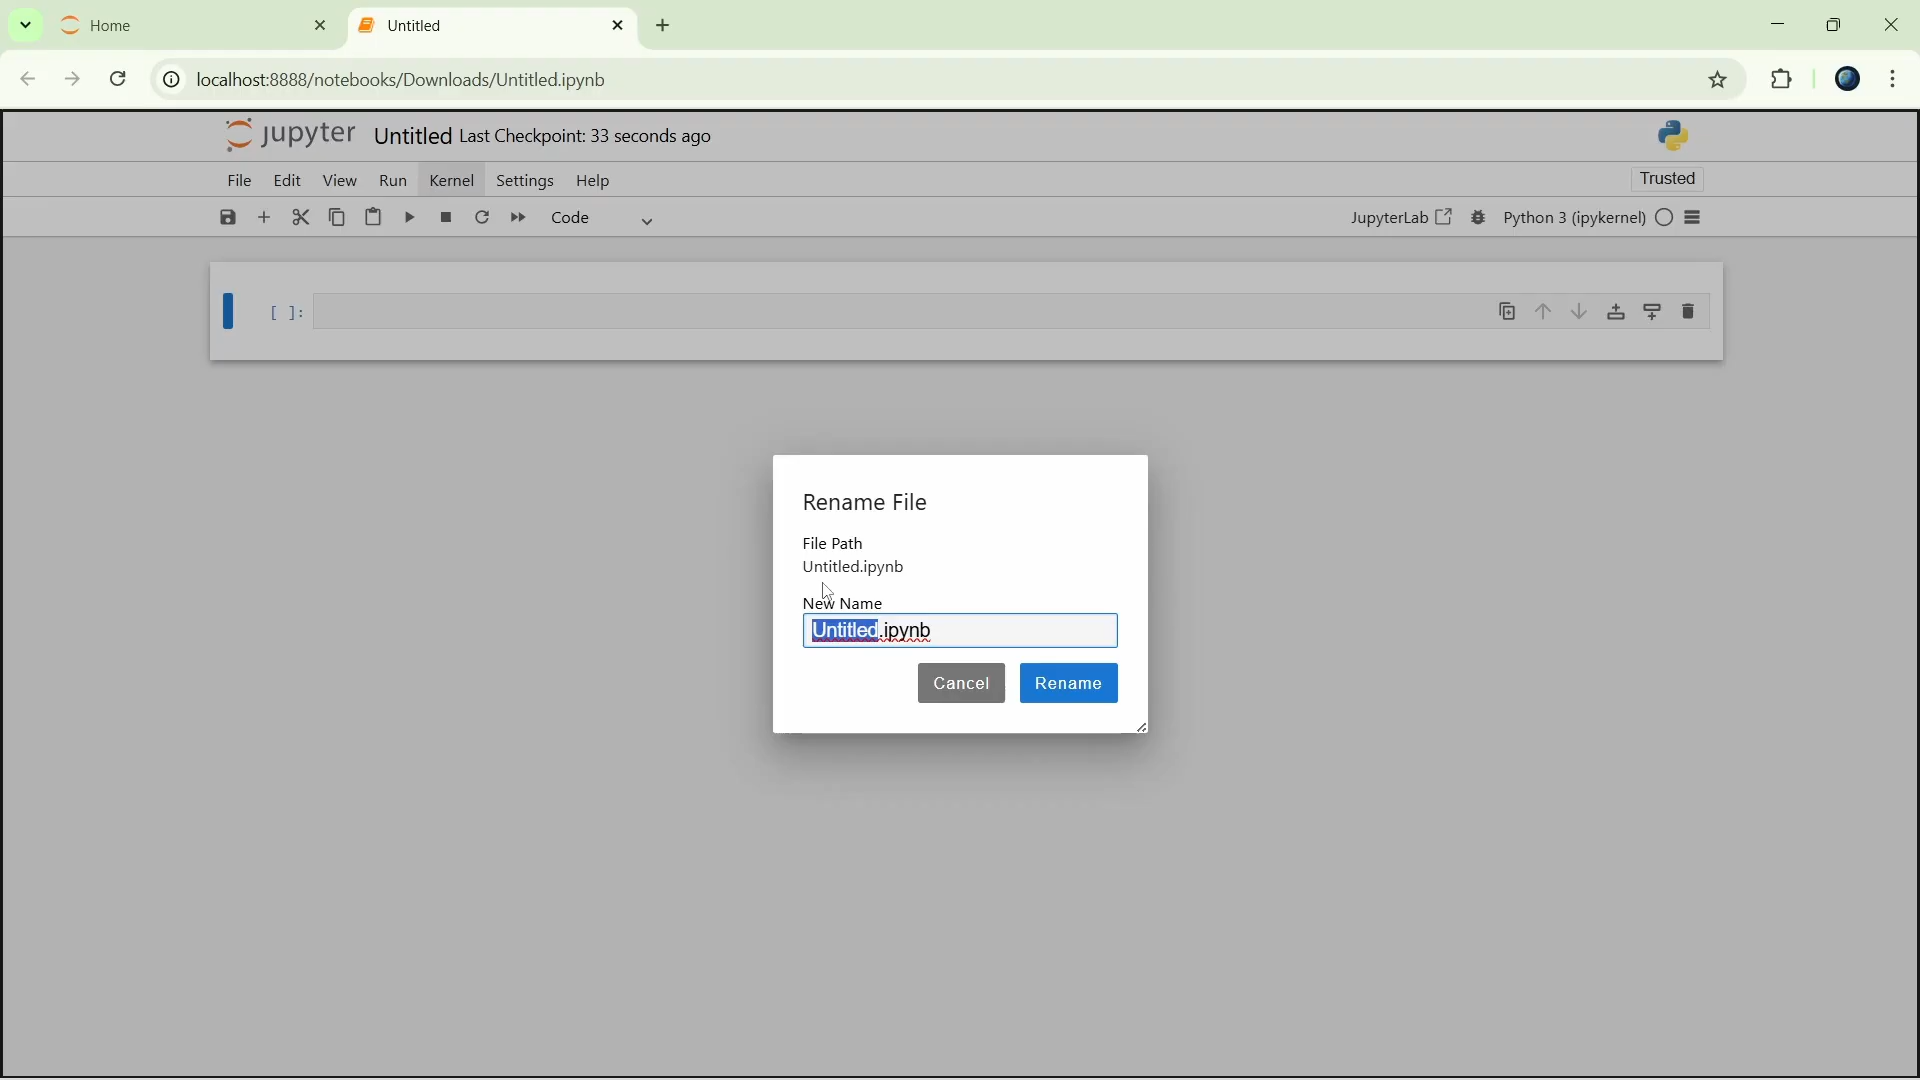 Home
Untitled
localhost:8888/notebooks/Downloads/Untitled.ipynb
jupyter Untitled Last Checkpoint: 33 seconds ago
File Edit View Run Kernel Settings Help
Trusted
Code
JupyterLab
Python 3 (ipykernel)
[ ]:
Rename File
File Path
Untitled.ipynb
New Name
Untitled.ipynb
Cancel
Rename